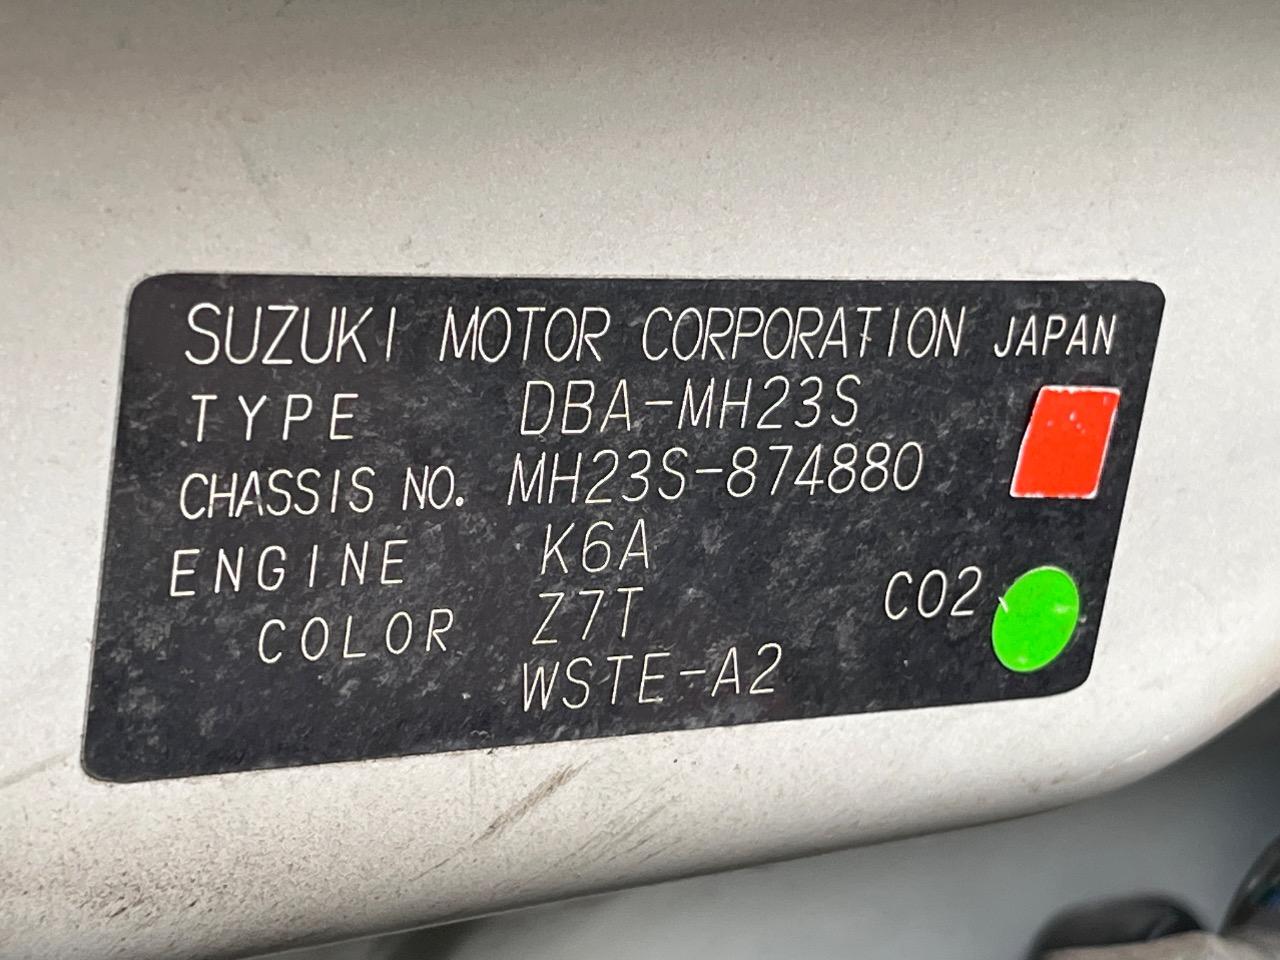 SUZUKI MOTOR CORPORATION JAPAN
TYPE DBA-MH23S
CHASSIS NO. MH23S-874880
ENGINE K6A
COLOR Z7T
CO2
WSTE-A2